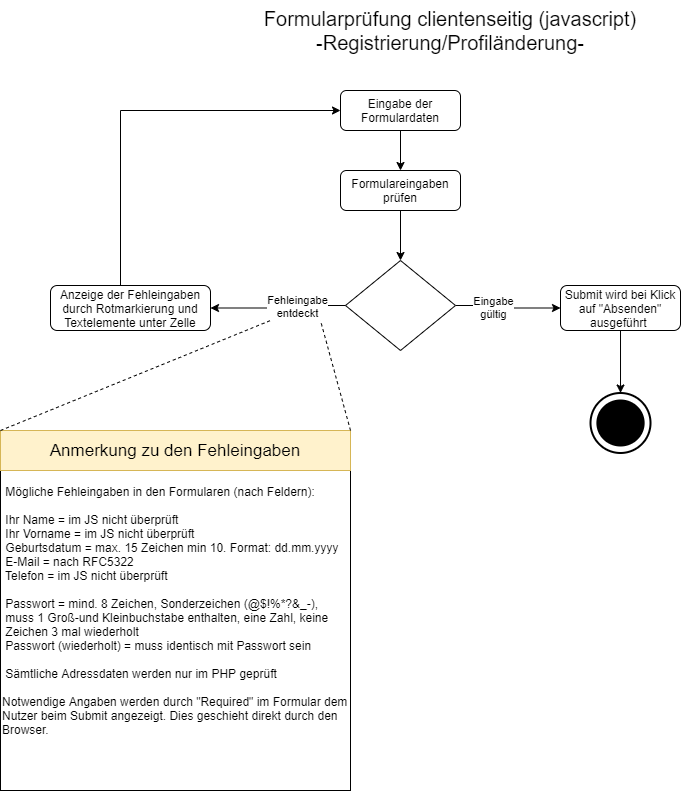 Formularprüfung clientenseitig (javascript)
-Registrierung/Profiländerung-
Eingabe der
Formulardaten
Formulareingaben
prüfen
Anzeige der Fehleingaben
durch Rotmarkierung und
Textelemente unter Zelle
Fehleingabe
entdeckt
Eingabe
gültig
Submit wird bei Klick
auf "Absenden"
ausgeführt
Anmerkung zu den Fehleingaben
Mögliche Fehleingaben in den Formularen (nach Feldern):
Ihr Name = im JS nicht überprüft
Ihr Vorname = im JS nicht überprüft
Geburtsdatum = max. 15 Zeichen min 10. Format: dd.mm.yyyy
E-Mail = nach RFC5322
Telefon = im JS nicht überprüft
Passwort = mind. 8 Zeichen, Sonderzeichen (@$!%*?&_-),
muss 1 Groß-und Kleinbuchstabe enthalten, eine Zahl, keine
Zeichen 3 mal wiederholt
Passwort (wiederholt) = muss identisch mit Passwort sein
Sämtliche Adressdaten werden nur im PHP geprüft
Notwendige Angaben werden durch "Required" im Formular dem
Nutzer beim Submit angezeigt. Dies geschieht direkt durch den
Browser.